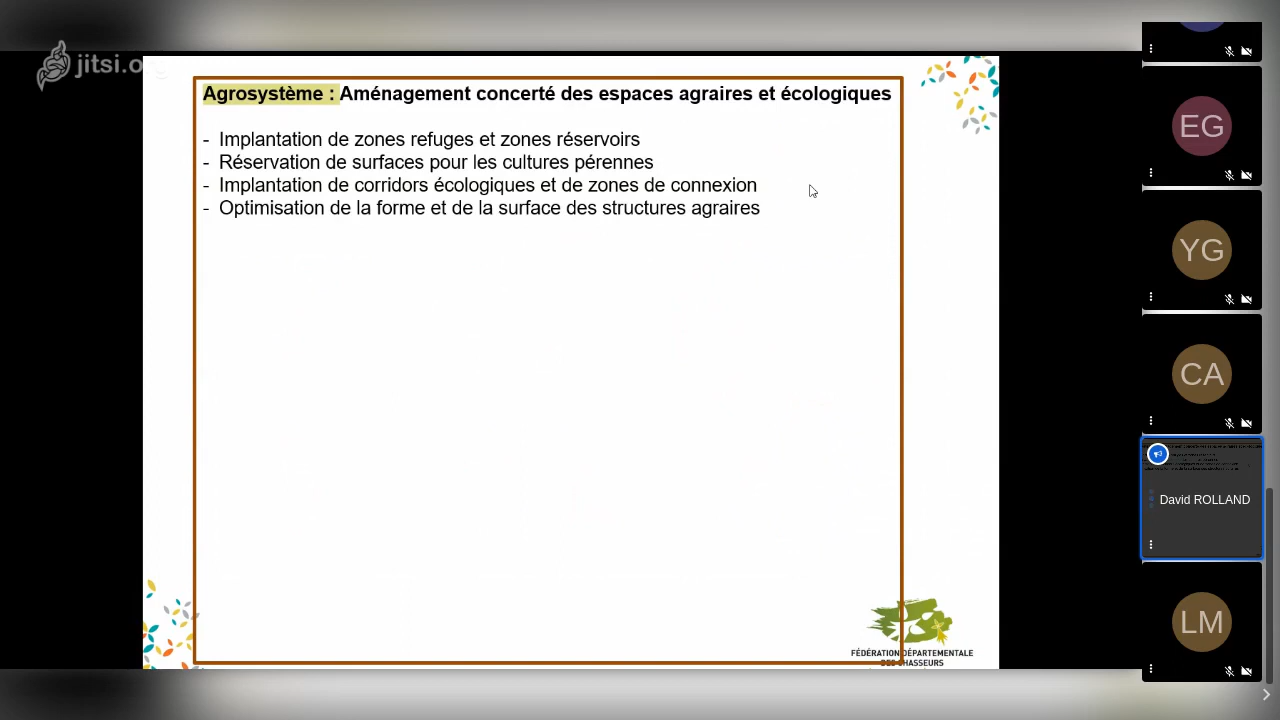 jitsi.org
Agrosystème : Aménagement concerté des espaces agraires et écologiques
- Implantation de zones refuges et zones réservoirs
- Réservation de surfaces pour les cultures pérennes
- Implantation de corridors écologiques et de zones de connexion
- Optimisation de la forme et de la surface des structures agraires
FÉDÉRATION DÉPARTEMENTALE
DES CHASSEURS
EG
YG
CA
David ROLLAND
LM